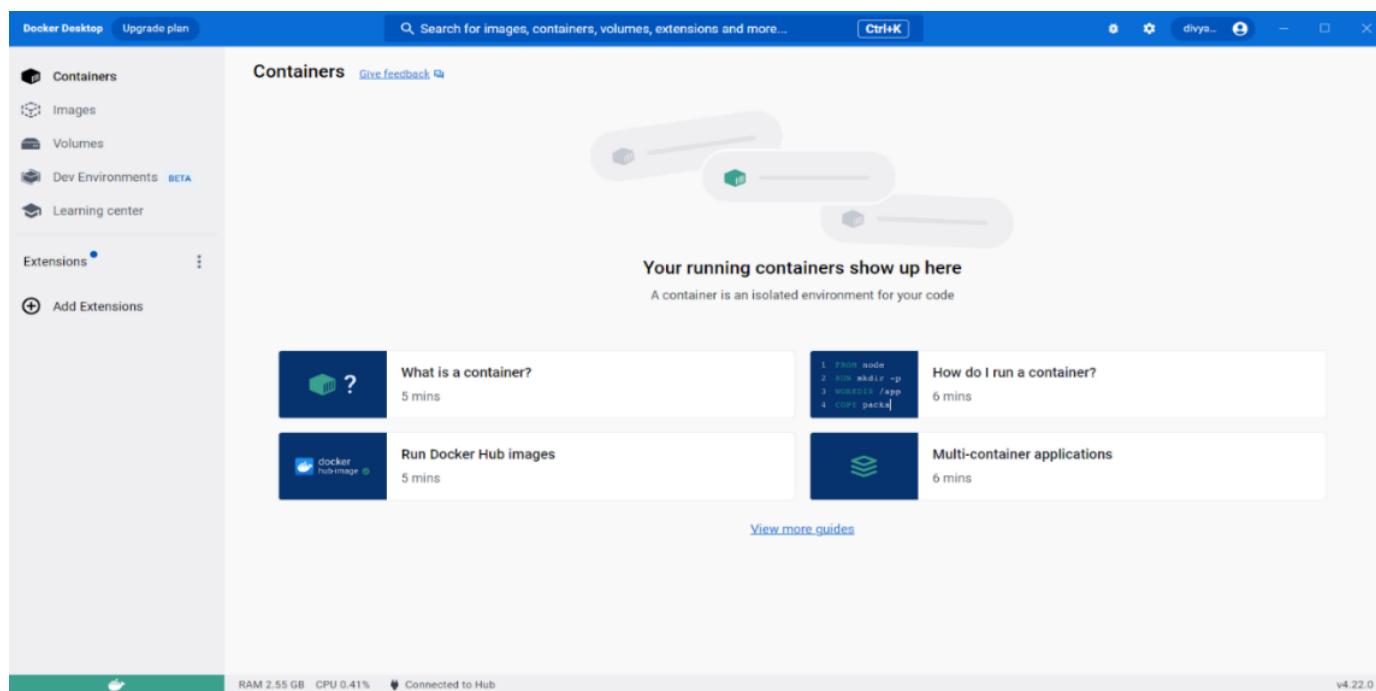 Docker Desktop Upgrade plan Search for images, containers, volumes, extensions and more... Ctrl+K divya...
Containers
Images
Volumes
Dev Environments BETA
Learning center
Extensions
Add Extensions
Containers Give feedback
Your running containers show up here
A container is an isolated environment for your code
?
What is a container?
5 mins
1 FROM node
2 RUN mkdir -p
3 WORKDIR /app
4 COPY packa
How do I run a container?
6 mins
docker
hub-image
Run Docker Hub images
5 mins
Multi-container applications
6 mins
View more guides
RAM 2.55 GB CPU 0.41% Connected to Hub v4.22.0